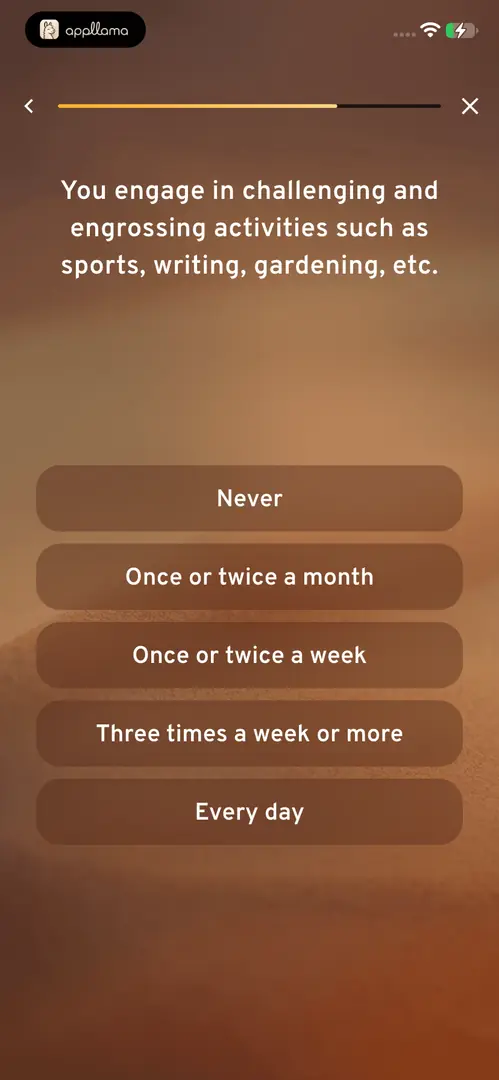 appllama
You engage in challenging and
engrossing activities such as
sports, writing, gardening, etc.
Never
Once or twice a month
Once or twice a week
Three times a week or more
Every day